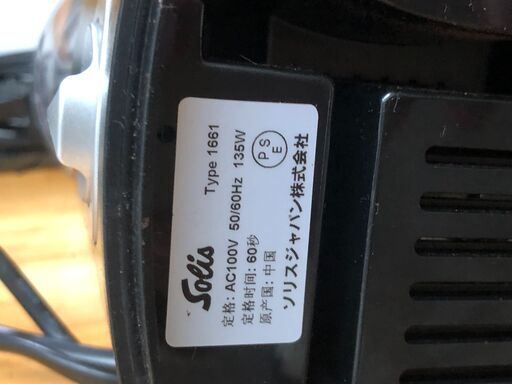 Solis Type 1661
定格: AC100V 50/60Hz 135W
定格时间: 60秒
原产国: 中国
PSE
ソリスジャパン株式会社